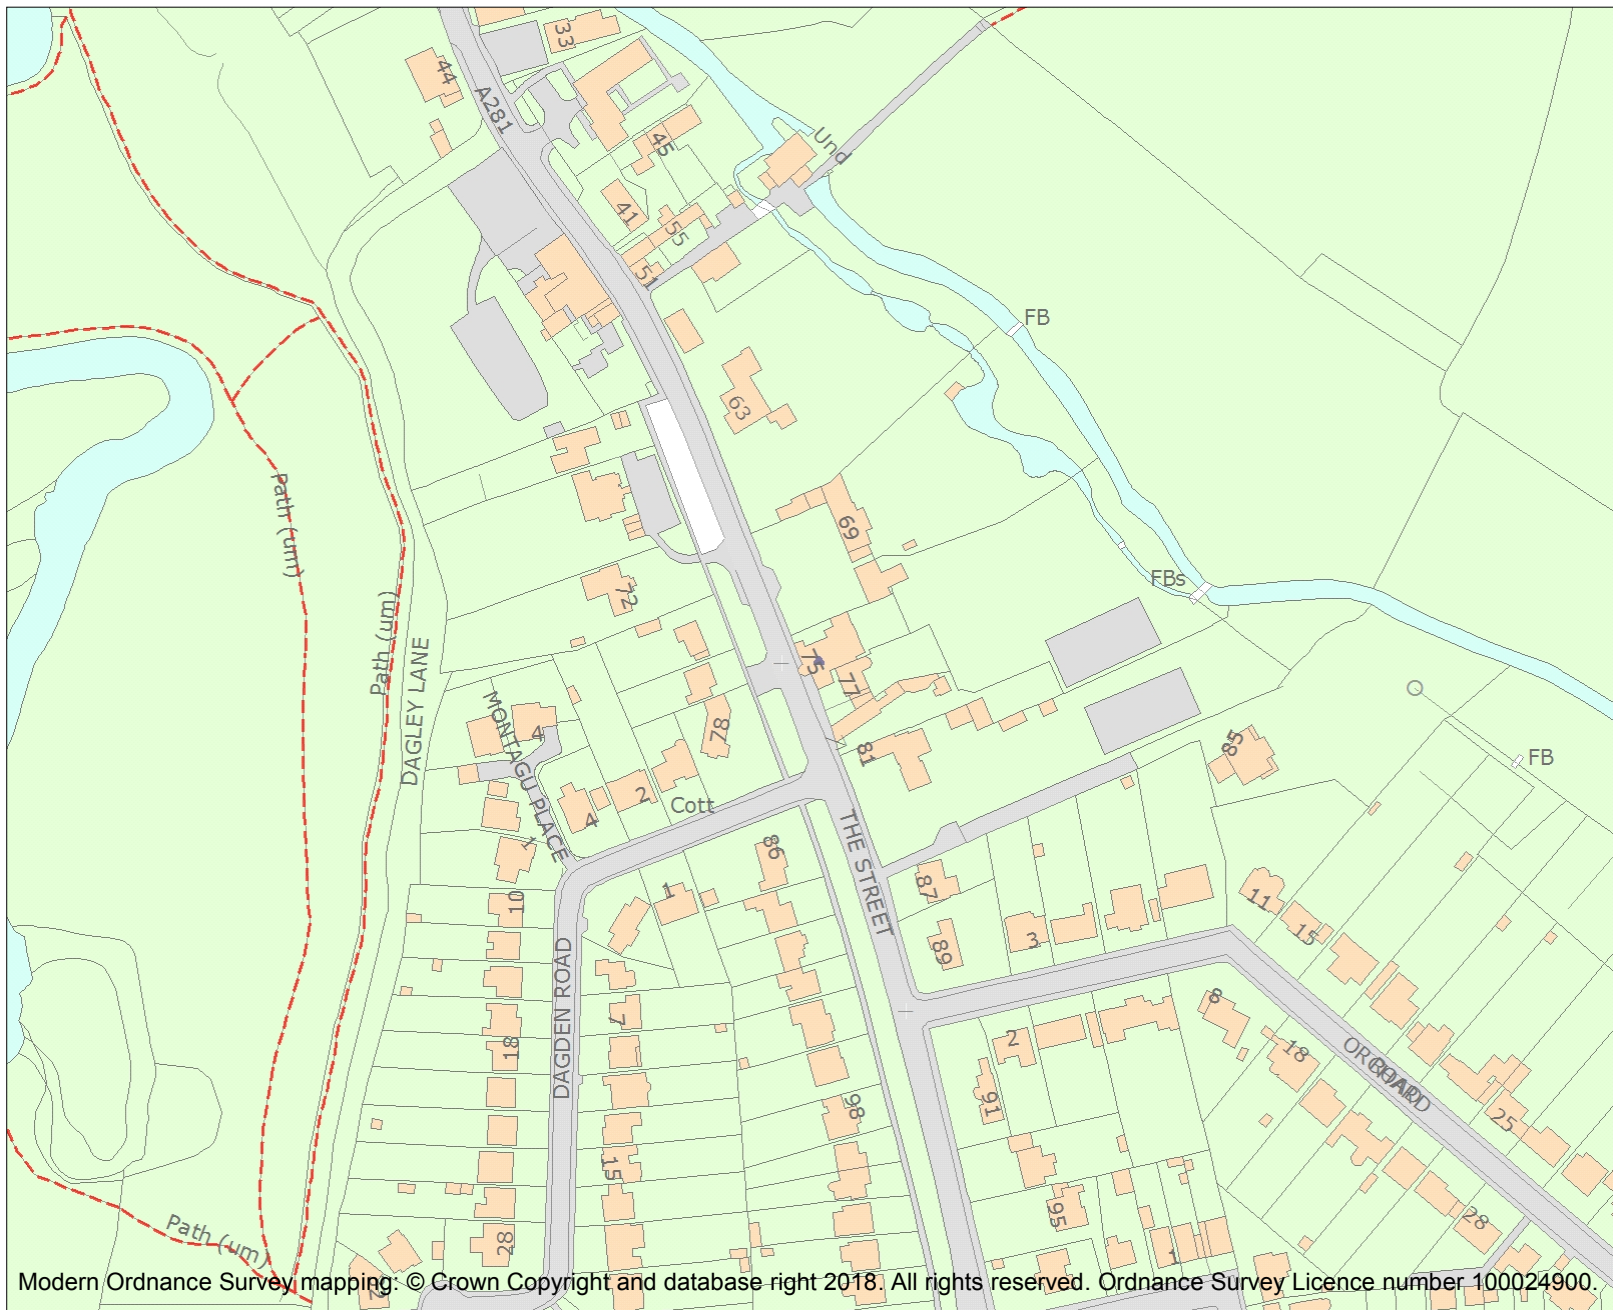 33
44
A281
45
Und
41
55
51
FB
63
Path (um)
69
FBs
72
Path (um)
DAGLEY LANE
75
77
MONTAGU PLACE
4
78
81
85
FB
2
4
Cott
1
THE STREET
86
87
1
10
11
15
3
89
DAGDEN ROAD
8
7
2
18
18
ORCHARD
ROAD
91
98
25
15
95
28
Path (um)
28
1
2
Modern Ordnance Survey mapping: © Crown Copyright and database right 2018. All rights reserved. Ordnance Survey Licence number 100024900.